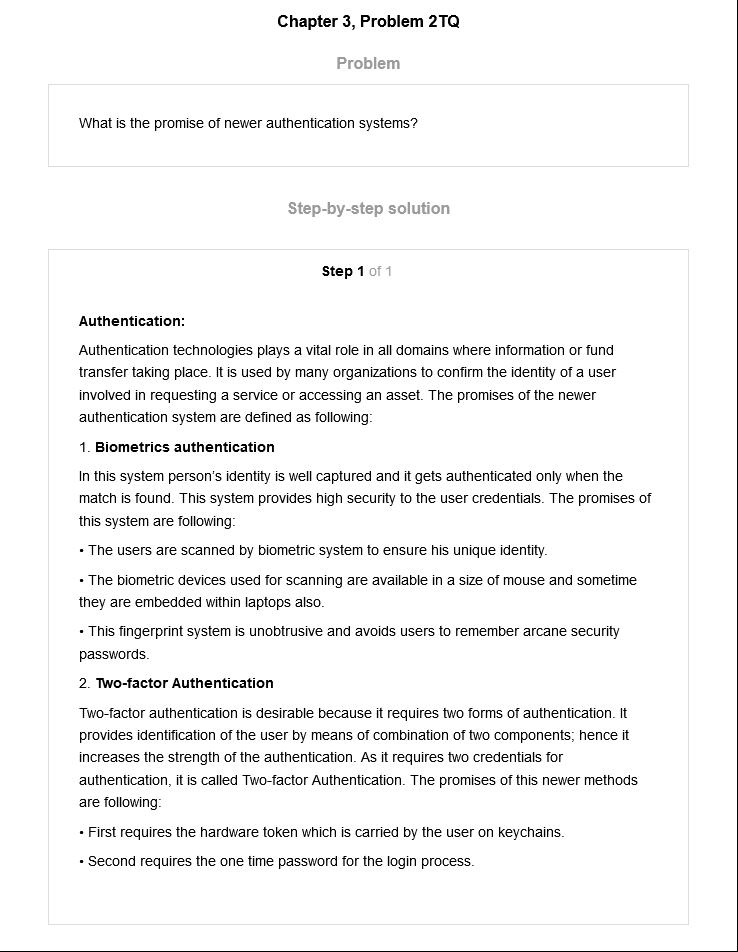 Chapter 3, Problem 2TQ
Problem
What is the promise of newer authentication systems?
Step-by-step solution
Step 1 of 1
Authentication:
Authentication technologies plays a vital role in all domains where information or fund
transfer taking place. It is used by many organizations to confirm the identity of a user
involved in requesting a service or accessing an asset. The promises of the newer
authentication system are defined as following:
1. Biometrics authentication
In this system person's identity is well captured and it gets authenticated only when the
match is found. This system provides high security to the user credentials. The promises of
this system are following:
• The users are scanned by biometric system to ensure his unique identity.
• The biometric devices used for scanning are available in a size of mouse and sometime
they are embedded within laptops also.
• This fingerprint system is unobtrusive and avoids users to remember arcane security
passwords.
2. Two-factor Authentication
Two-factor authentication is desirable because it requires two forms of authentication. It
provides identification of the user by means of combination of two components; hence it
increases the strength of the authentication. As it requires two credentials for
authentication, it is called Two-factor Authentication. The promises of this newer methods
are following:
• First requires the hardware token which is carried by the user on keychains.
• Second requires the one time password for the login process.